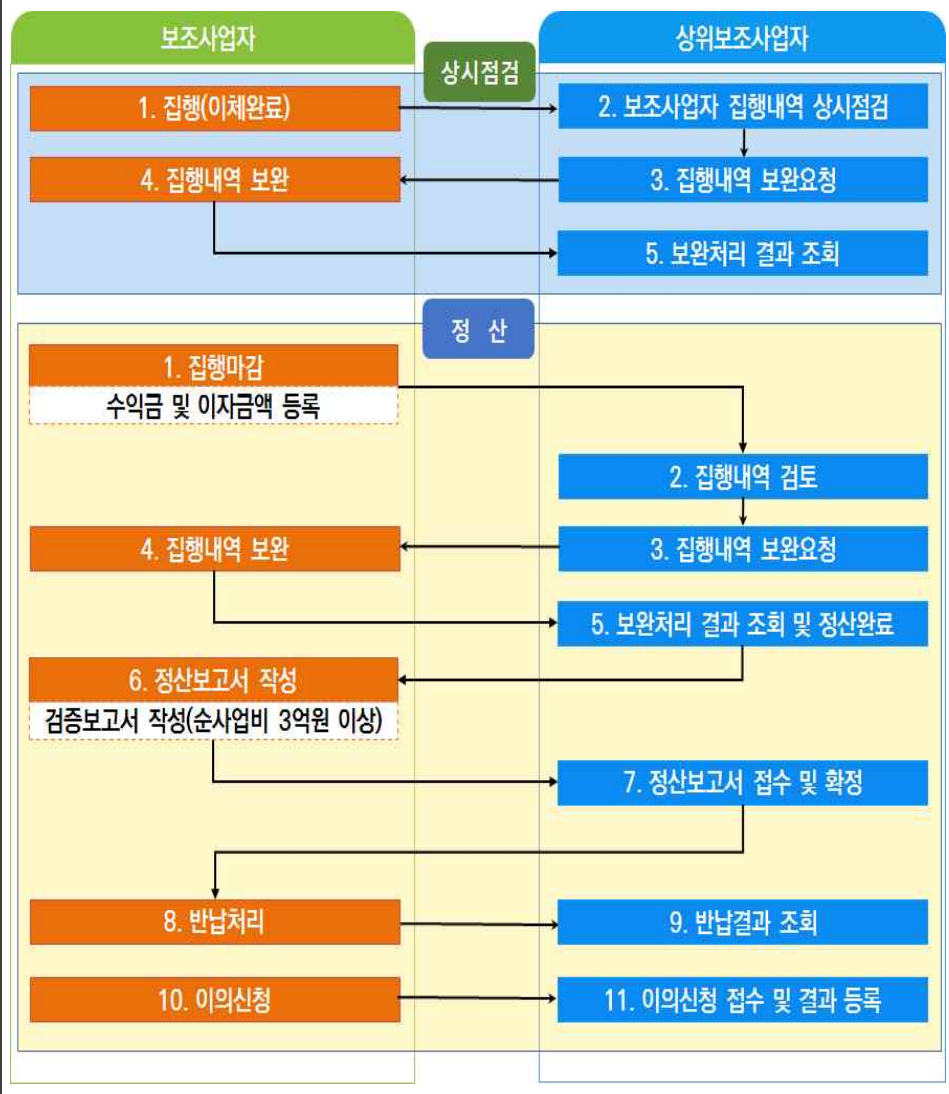 보조사업자
상위보조사업자
상시점검
1. 집행(이체완료)
2. 보조사업자 집행내역 상시점검
4. 집행내역 보완
3. 집행내역 보완요청
5. 보완처리 결과 조회
정 산
1. 집행마감
수익금 및 이자금액 등록
2. 집행내역 검토
4. 집행내역 보완
3. 집행내역 보완요청
5. 보완처리 결과 조회 및 정산완료
6. 정산보고서 작성
검증보고서 작성(순사업비 3억원 이상)
7. 정산보고서 접수 및 확정
8. 반납처리
9. 반납결과 조회
10. 이의신청
11. 이의신청 접수 및 결과 등록